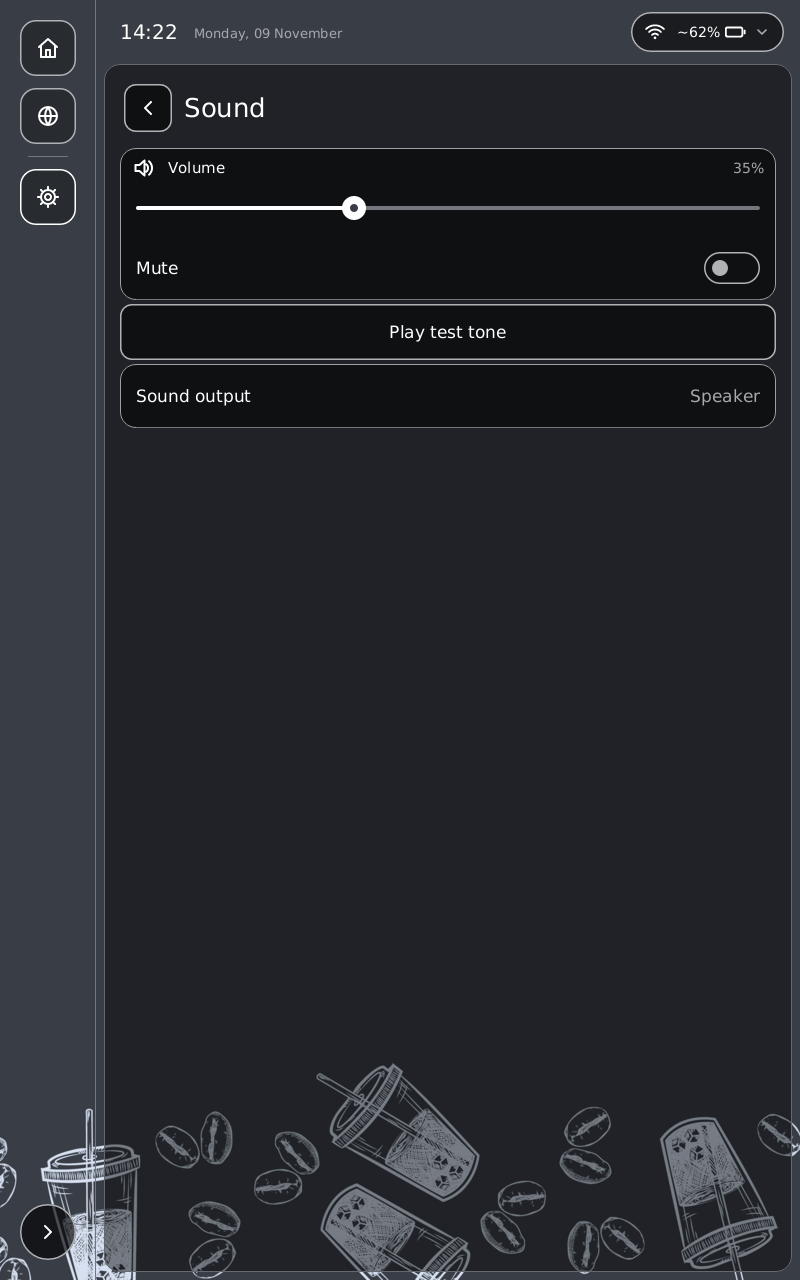 14:22 Monday, 09 November ~62%
Sound
Volume 35%
Mute
Play test tone
Sound output Speaker